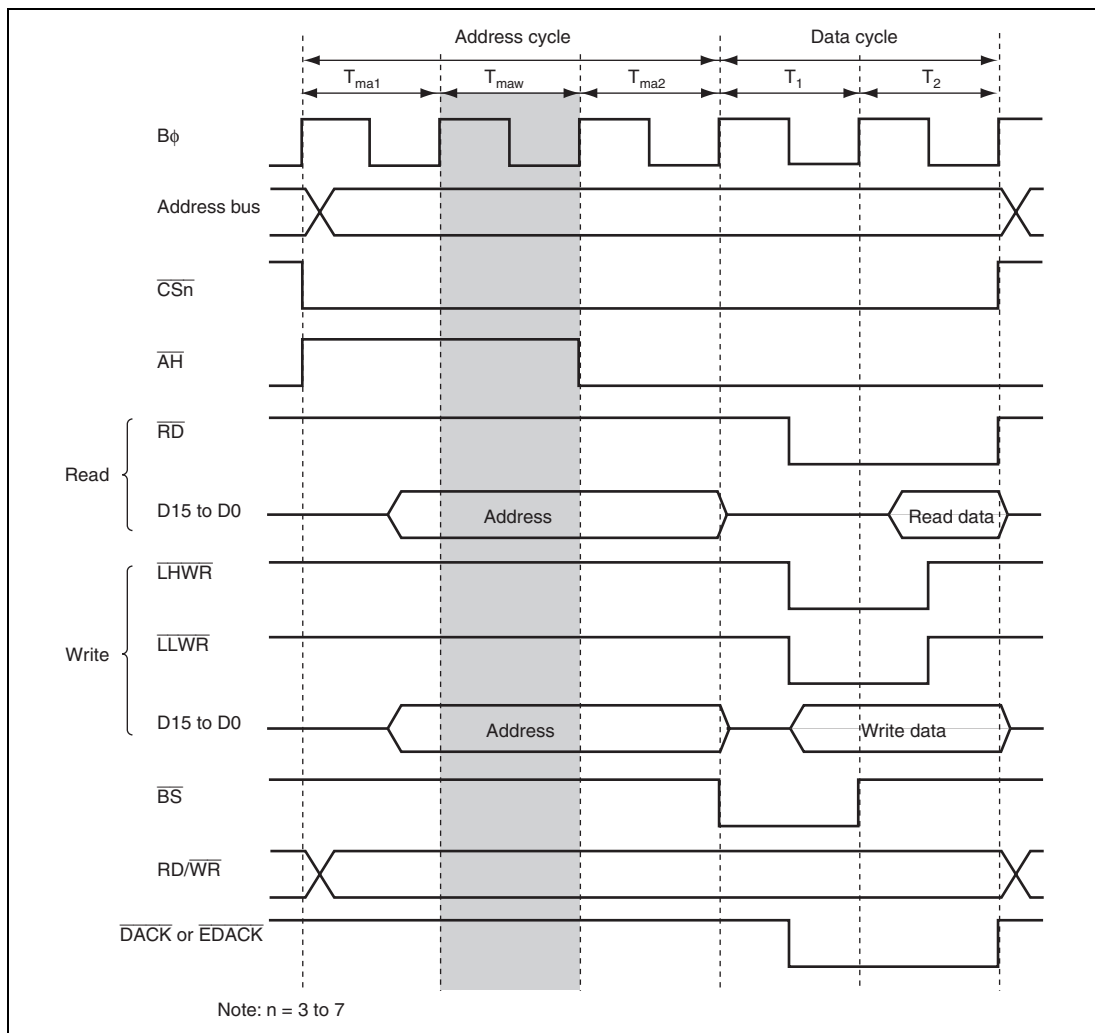 Address cycle Data cycle
Tma1 Tmaw Tma2 T1 T2
Bϕ
Address bus
CSn
AH
RD
Read
D15 to D0 Address Read data
LHWR
LLWR
Write
D15 to D0 Address Write data
BS
RD/WR
DACK or EDACK
Note: n = 3 to 7